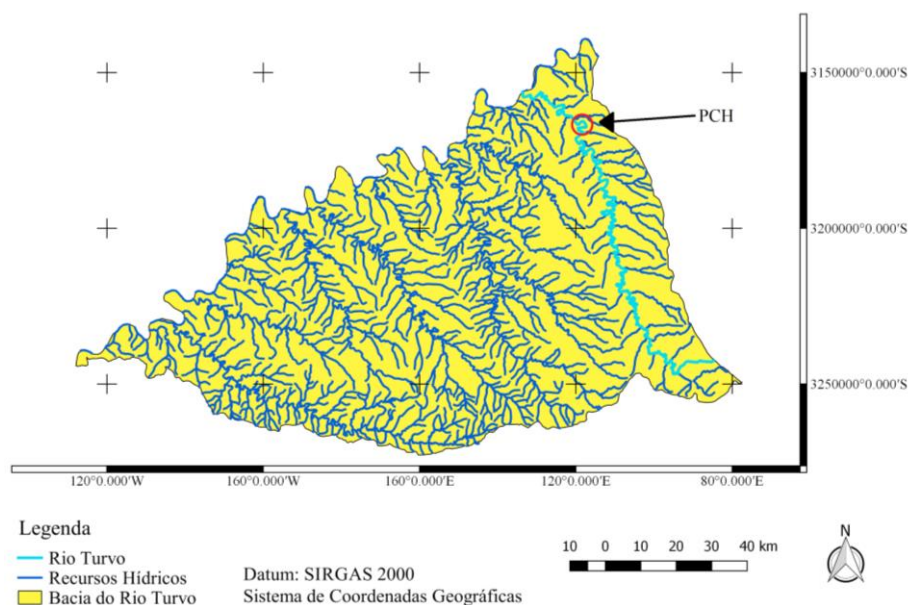 3150000°0.000'S
PCH
3200000°0.000'S
3250000°0.000'S
120°0.000'W
160°0.000'W
160°0.000'E
120°0.000'E
80°0.000'E
Legenda
Rio Turvo
Recursos Hídricos
Bacia do Rio Turvo
Datum: SIRGAS 2000
Sistema de Coordenadas Geográficas
10 0 10 20 30 40 km
N